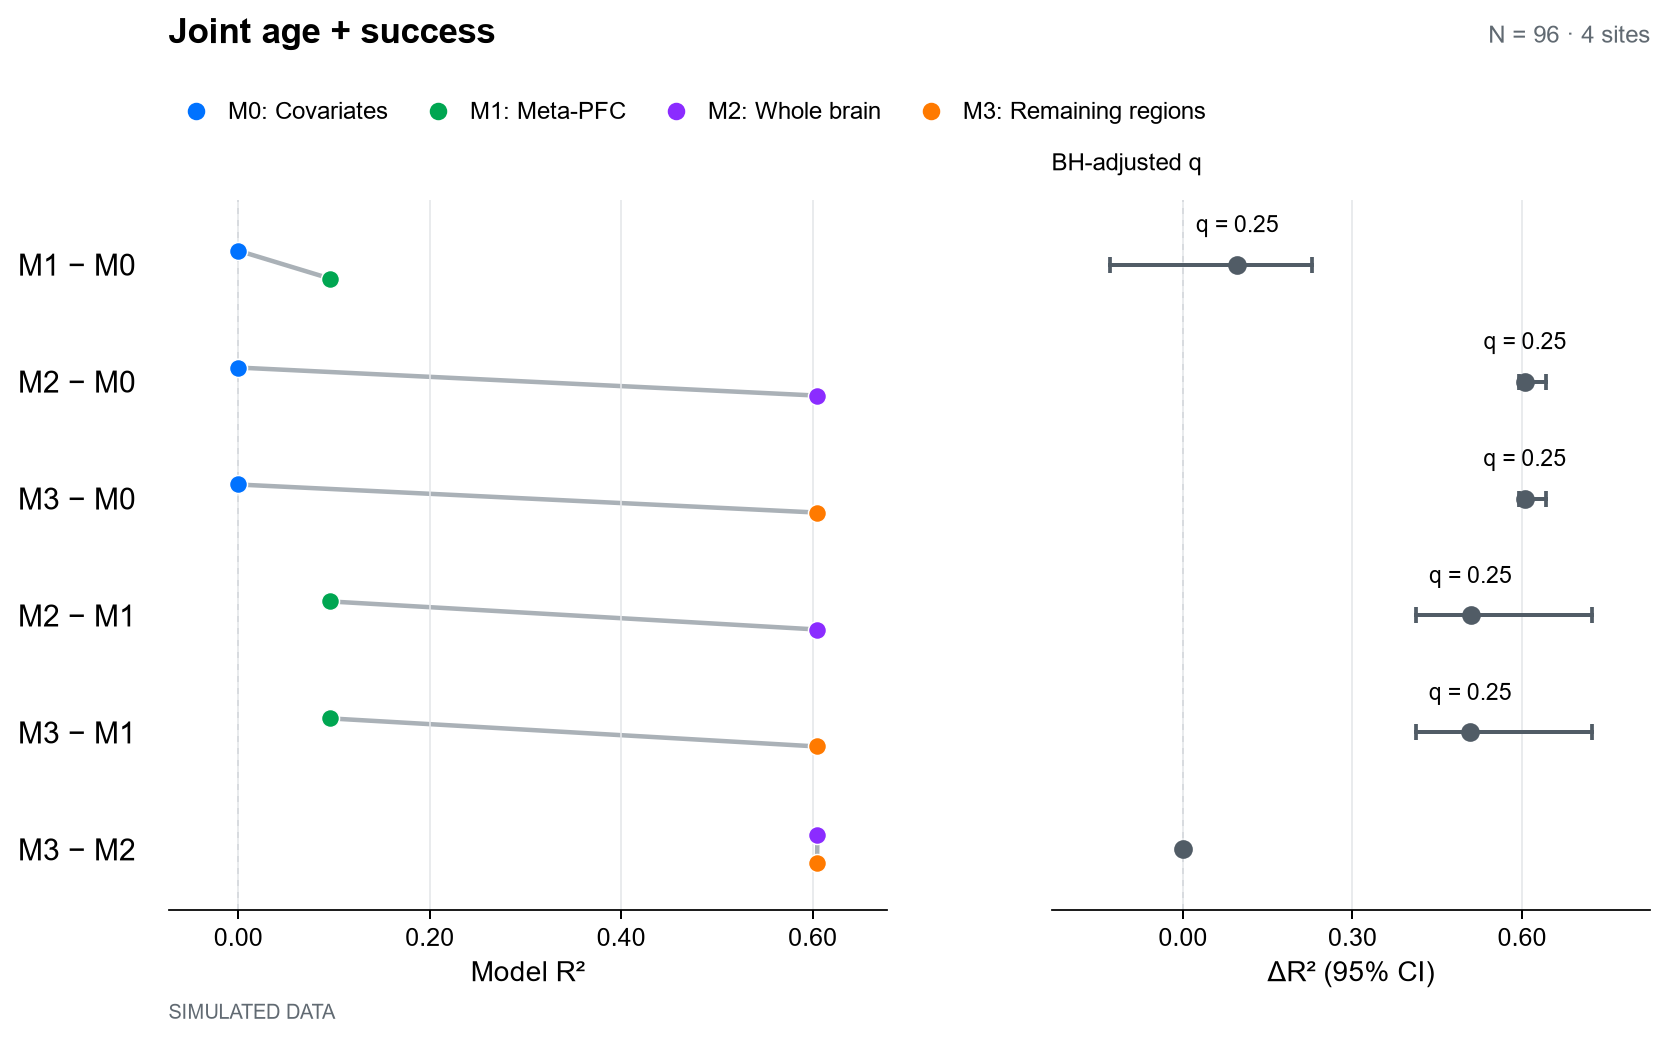 Joint age + success
N = 96 · 4 sites
M0: Covariates
M1: Meta-PFC
M2: Whole brain
M3: Remaining regions
BH-adjusted q
M1 − M0
q = 0.25
M2 − M0
q = 0.25
M3 − M0
q = 0.25
M2 − M1
q = 0.25
M3 − M1
q = 0.25
M3 − M2
0.00 0.20 0.40 0.60
Model R²
0.00 0.30 0.60
ΔR² (95% CI)
SIMULATED DATA